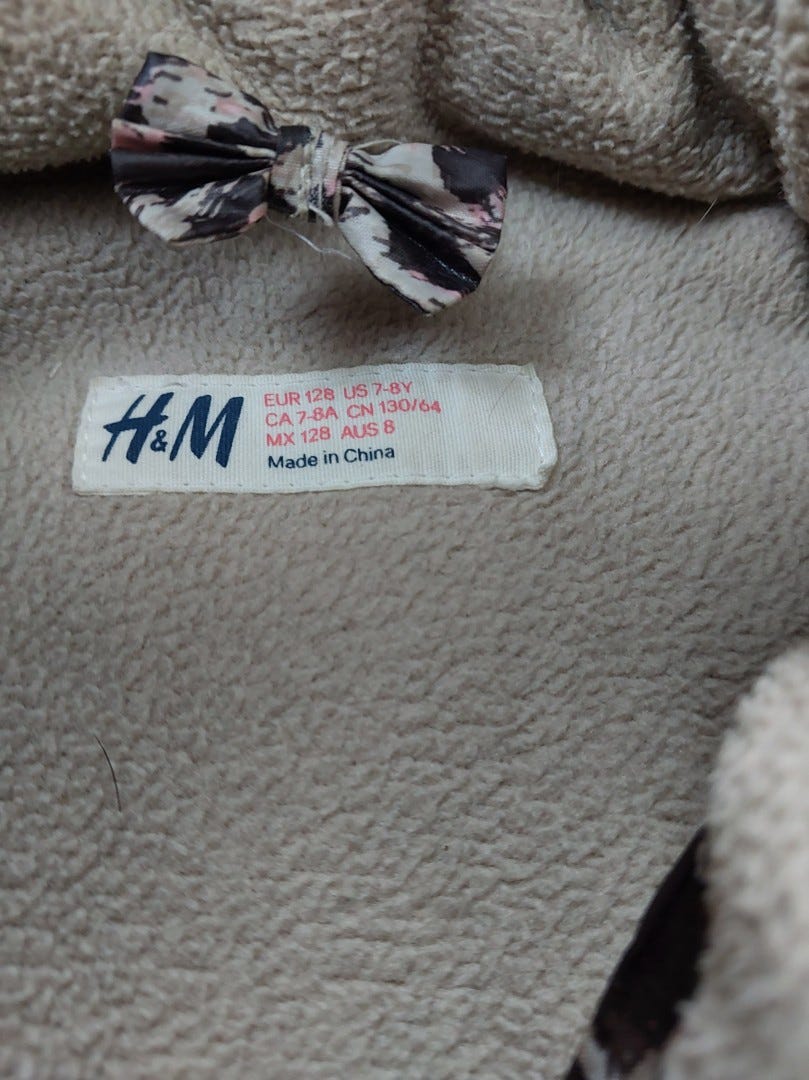 H&M
EUR 128 US 7-8Y
CA 7-8A CN 130/64
MX 128 AUS 8
Made in China